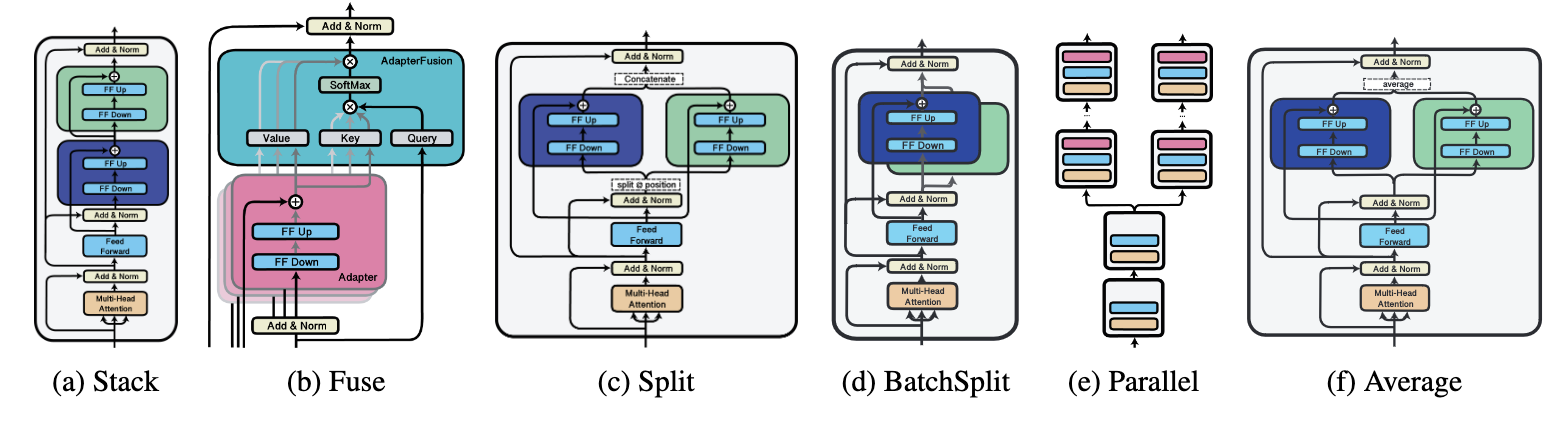 Add & Norm
FF Up
FF Down
FF Up
FF Down
Add & Norm
Feed
Forward
Add & Norm
Multi-Head
Attention
(a) Stack
Add & Norm
AdapterFusion
SoftMax
Value
Key
Query
FF Up
FF Down
Adapter
Add & Norm
(b) Fuse
Add & Norm
Concatenate
FF Up
FF Up
FF Down
FF Down
split @ position
Add & Norm
Feed
Forward
Add & Norm
Multi-Head
Attention
(c) Split
Add & Norm
FF Up
FF Down
Add & Norm
Feed
Forward
Add & Norm
Multi-Head
Attention
(d) BatchSplit
...
...
(e) Parallel
Add & Norm
average
FF Up
FF Up
FF Down
FF Down
Add & Norm
Feed
Forward
Add & Norm
Multi-Head
Attention
(f) Average